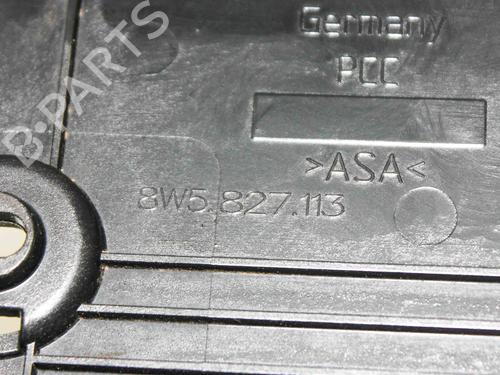 B-PARTS
Germany
PCC
>ASA<
8W5.827.113